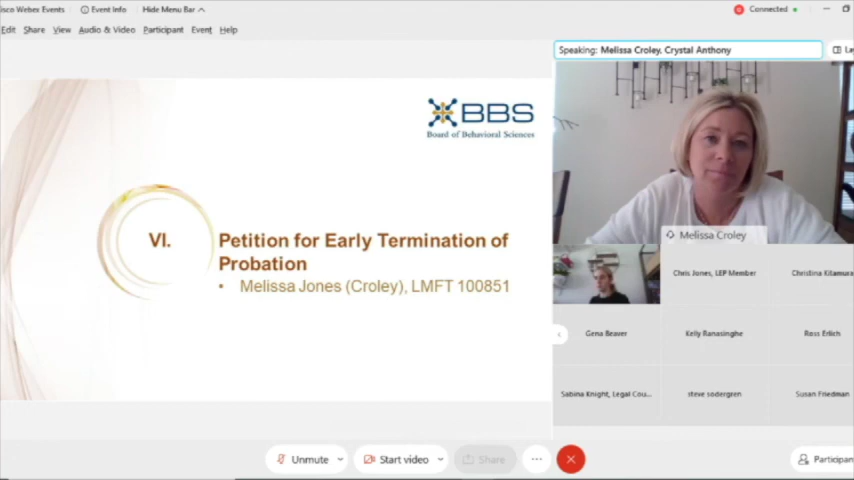 isco Webex Events
Event Info
Hide Menu Bar
Connected
Edit Share View Audio & Video Participant Event Help
Speaking: Melissa Croley, Crystal Anthony
La
BBS
Board of Behavioral Sciences
VI.
Petition for Early Termination of
Probation
• Melissa Jones (Croley), LMFT 100851
Melissa Croley
Chris Jones, LEP Member
Christina Kitamura
Gena Beaver
Kelly Ranasinghe
Ross Erlich
Sabina Knight, Legal Cou...
steve sodergren
Susan Friedman
Unmute
Start video
Share
Participan